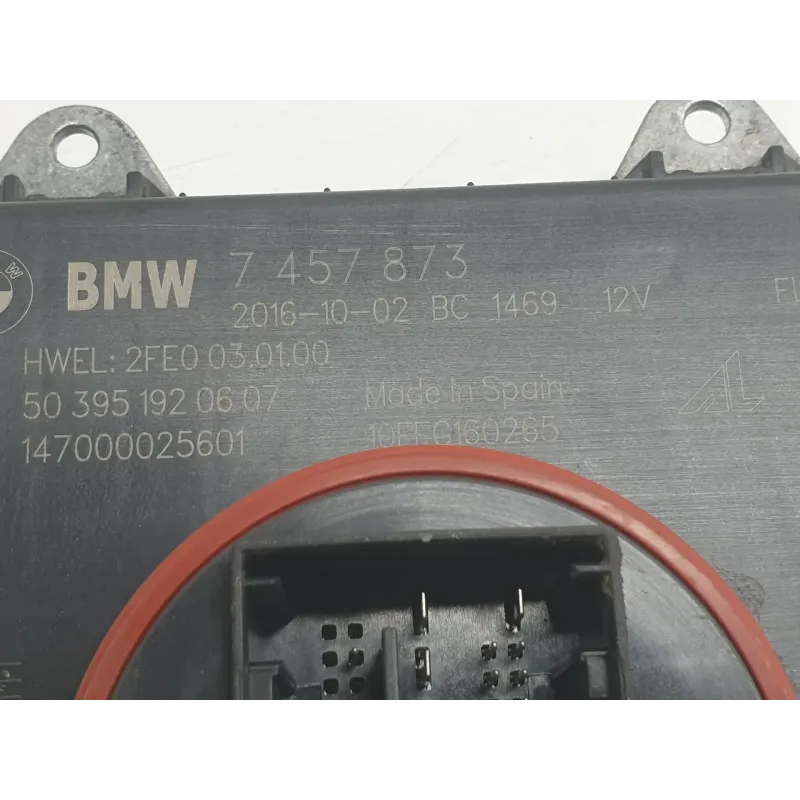 BMW 7 457 873
2016-10-02 BC 1469 12V
HWEL: 2FE0 03.01.00
50 395 192 06 07 Made In Spain
147000025601 10FFG160265